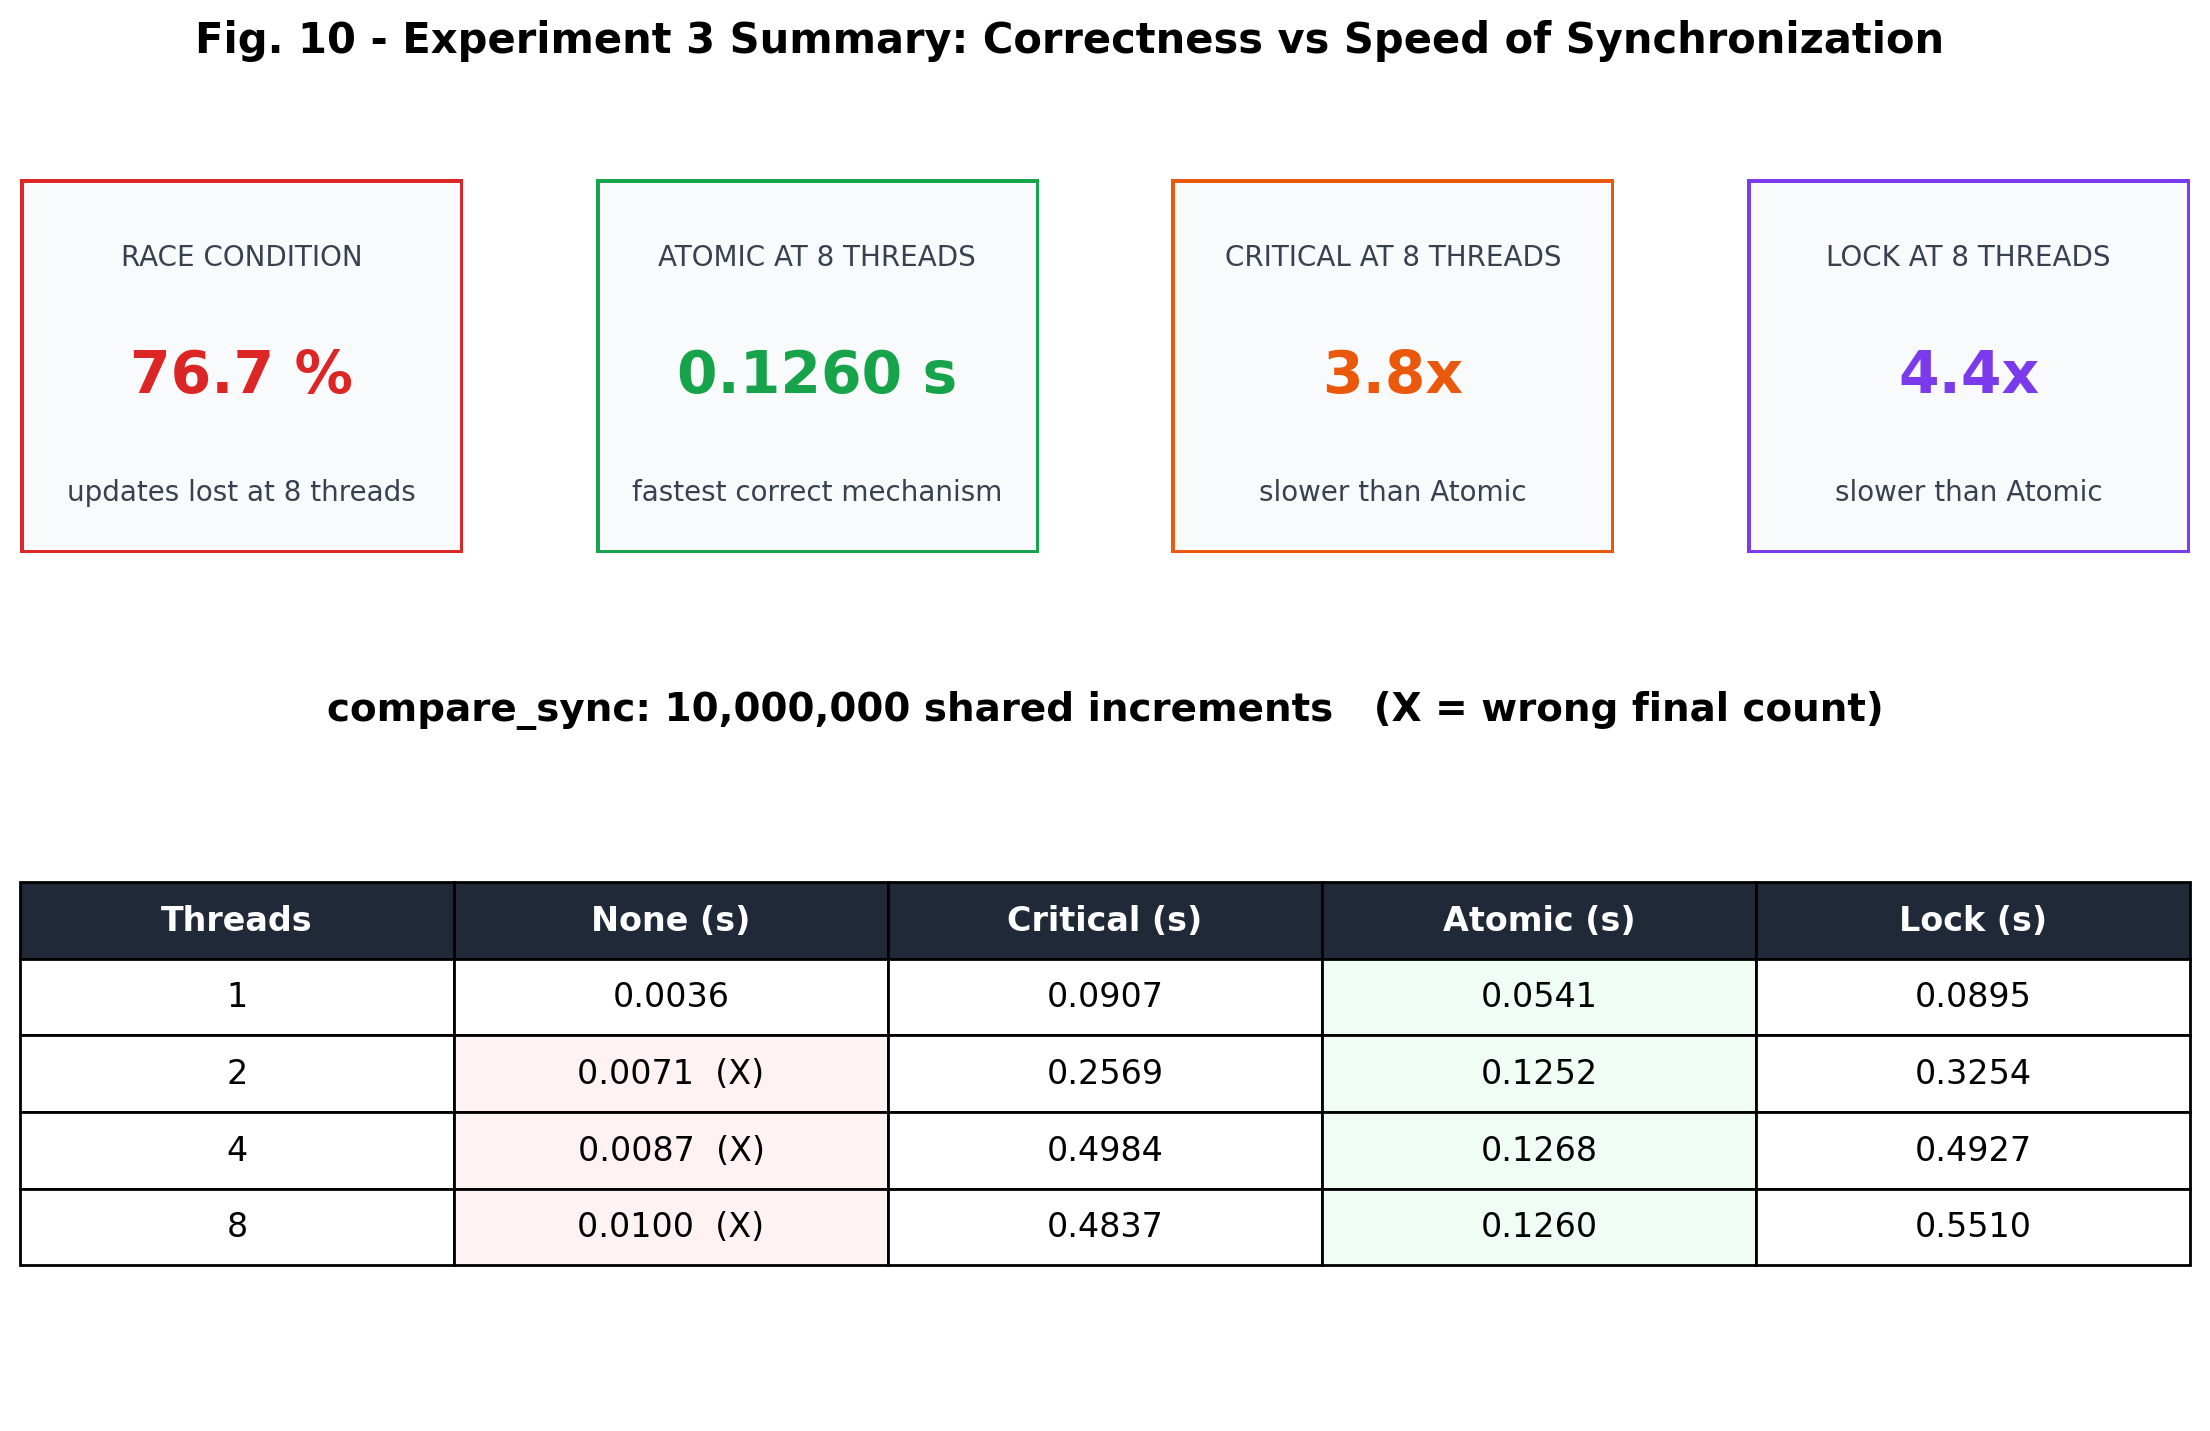 Fig. 10 - Experiment 3 Summary: Correctness vs Speed of Synchronization
RACE CONDITION
76.7 %
updates lost at 8 threads
ATOMIC AT 8 THREADS
0.1260 s
fastest correct mechanism
CRITICAL AT 8 THREADS
3.8x
slower than Atomic
LOCK AT 8 THREADS
4.4x
slower than Atomic
compare_sync: 10,000,000 shared increments (X = wrong final count)
Threads None (s) Critical (s) Atomic (s) Lock (s)
1 0.0036 0.0907 0.0541 0.0895
2 0.0071 (X) 0.2569 0.1252 0.3254
4 0.0087 (X) 0.4984 0.1268 0.4927
8 0.0100 (X) 0.4837 0.1260 0.5510